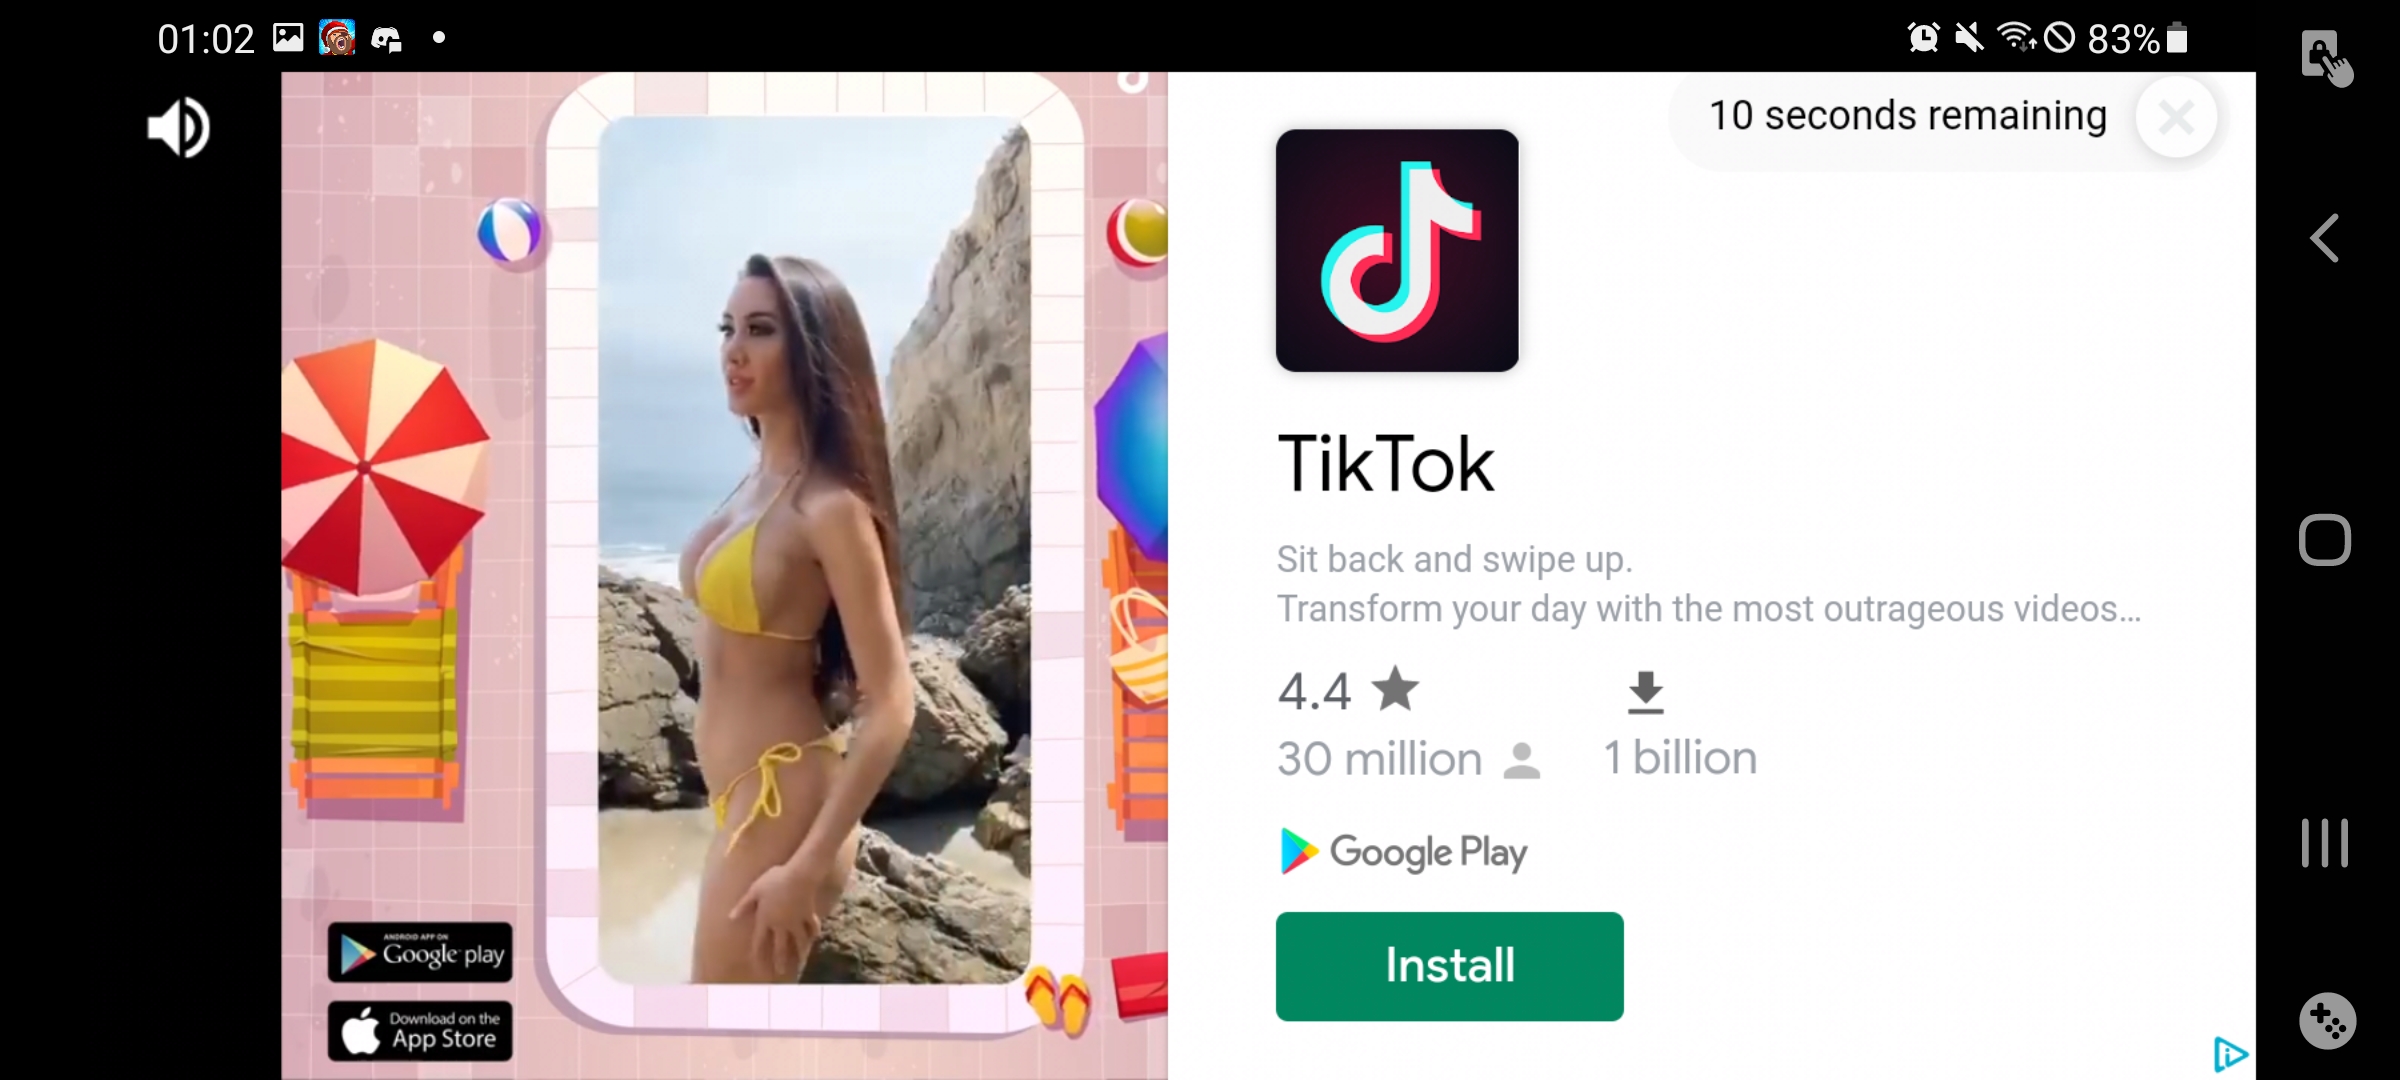 01:02
83%
10 seconds remaining
TikTok
Sit back and swipe up.
Transform your day with the most outrageous videos...
4.4
30 million
1 billion
Google Play
Install
ANDROID APP ON
Google play
Download on the
App Store